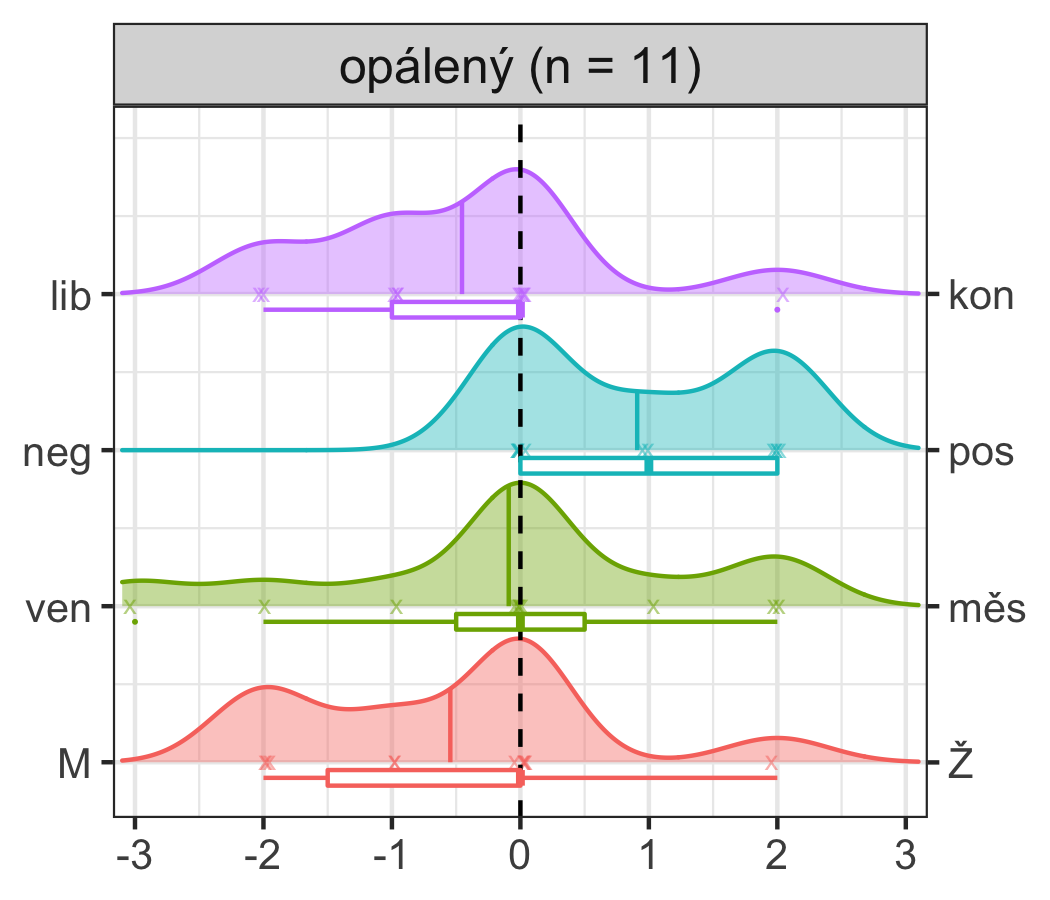 opálený (n = 11)
lib kon
neg pos
ven měs
M Ž
-3 -2 -1 0 1 2 3